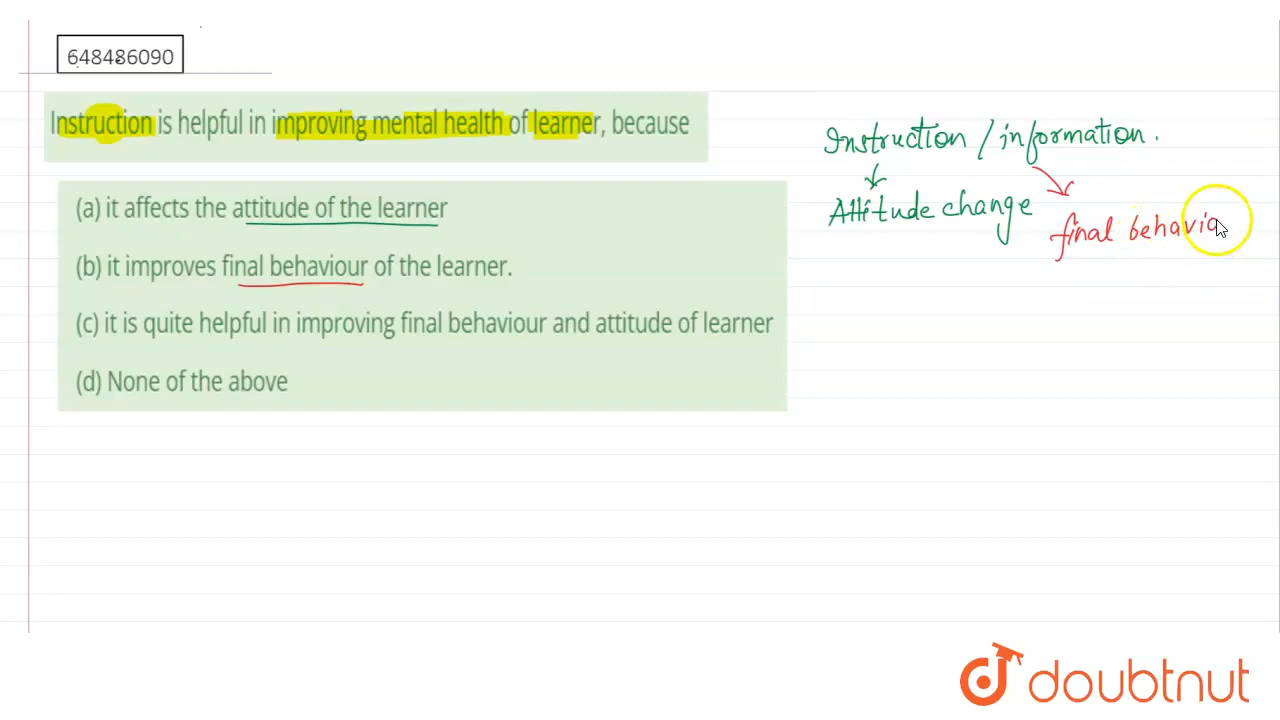 648486090
Instruction is helpful in improving mental health of learner, because
(a) it affects the attitude of the learner
(b) it improves final behaviour of the learner.
(c) it is quite helpful in improving final behaviour and attitude of learner
(d) None of the above
Instruction / information.
Attitude change
final behavio
doubtnut